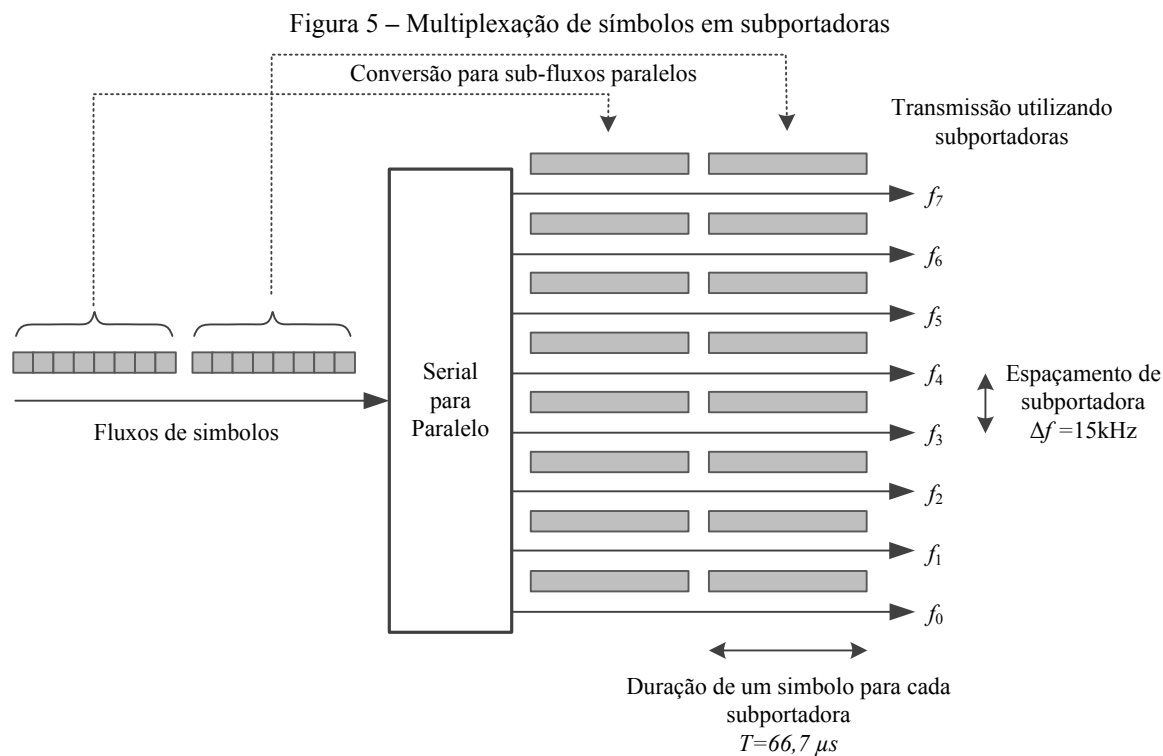 Figura 5 – Multiplexação de símbolos em subportadoras
Conversão para sub-fluxos paralelos
Transmissão utilizando
subportadoras
f7
f6
f5
f4
f3
f2
f1
f0
Serial
para
Paralelo
Fluxos de simbolos
Espaçamento de
subportadora
Δf =15kHz
Duração de um simbolo para cada
subportadora
T=66,7 µs